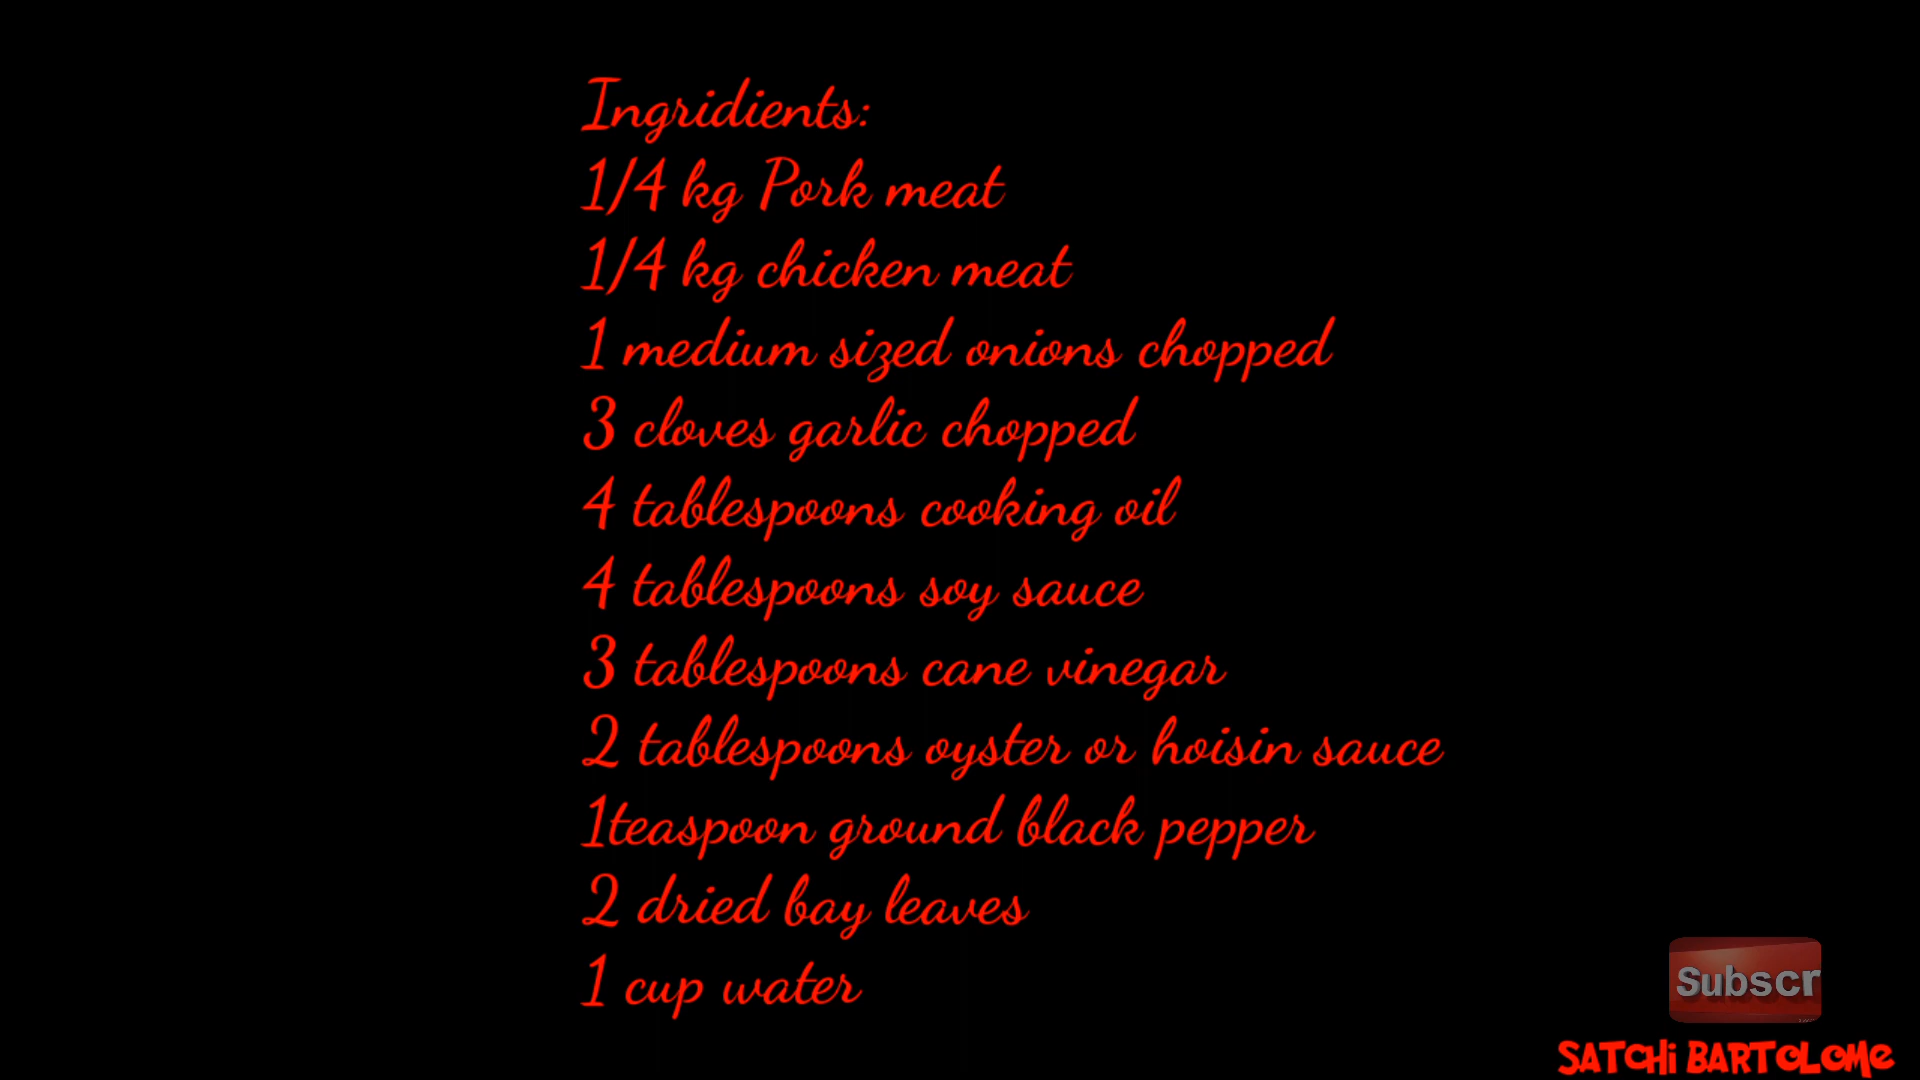 Ingridients:
1/4 kg Pork meat
1/4 kg chicken meat
1 medium sized onions chopped
3 cloves garlic chopped
4 tablespoons cooking oil
4 tablespoons soy sauce
3 tablespoons cane vinegar
2 tablespoons oyster or hoisin sauce
1teaspoon ground black pepper
2 dried bay leaves
1 cup water
Subscr
SATCHi BARTOLOMe